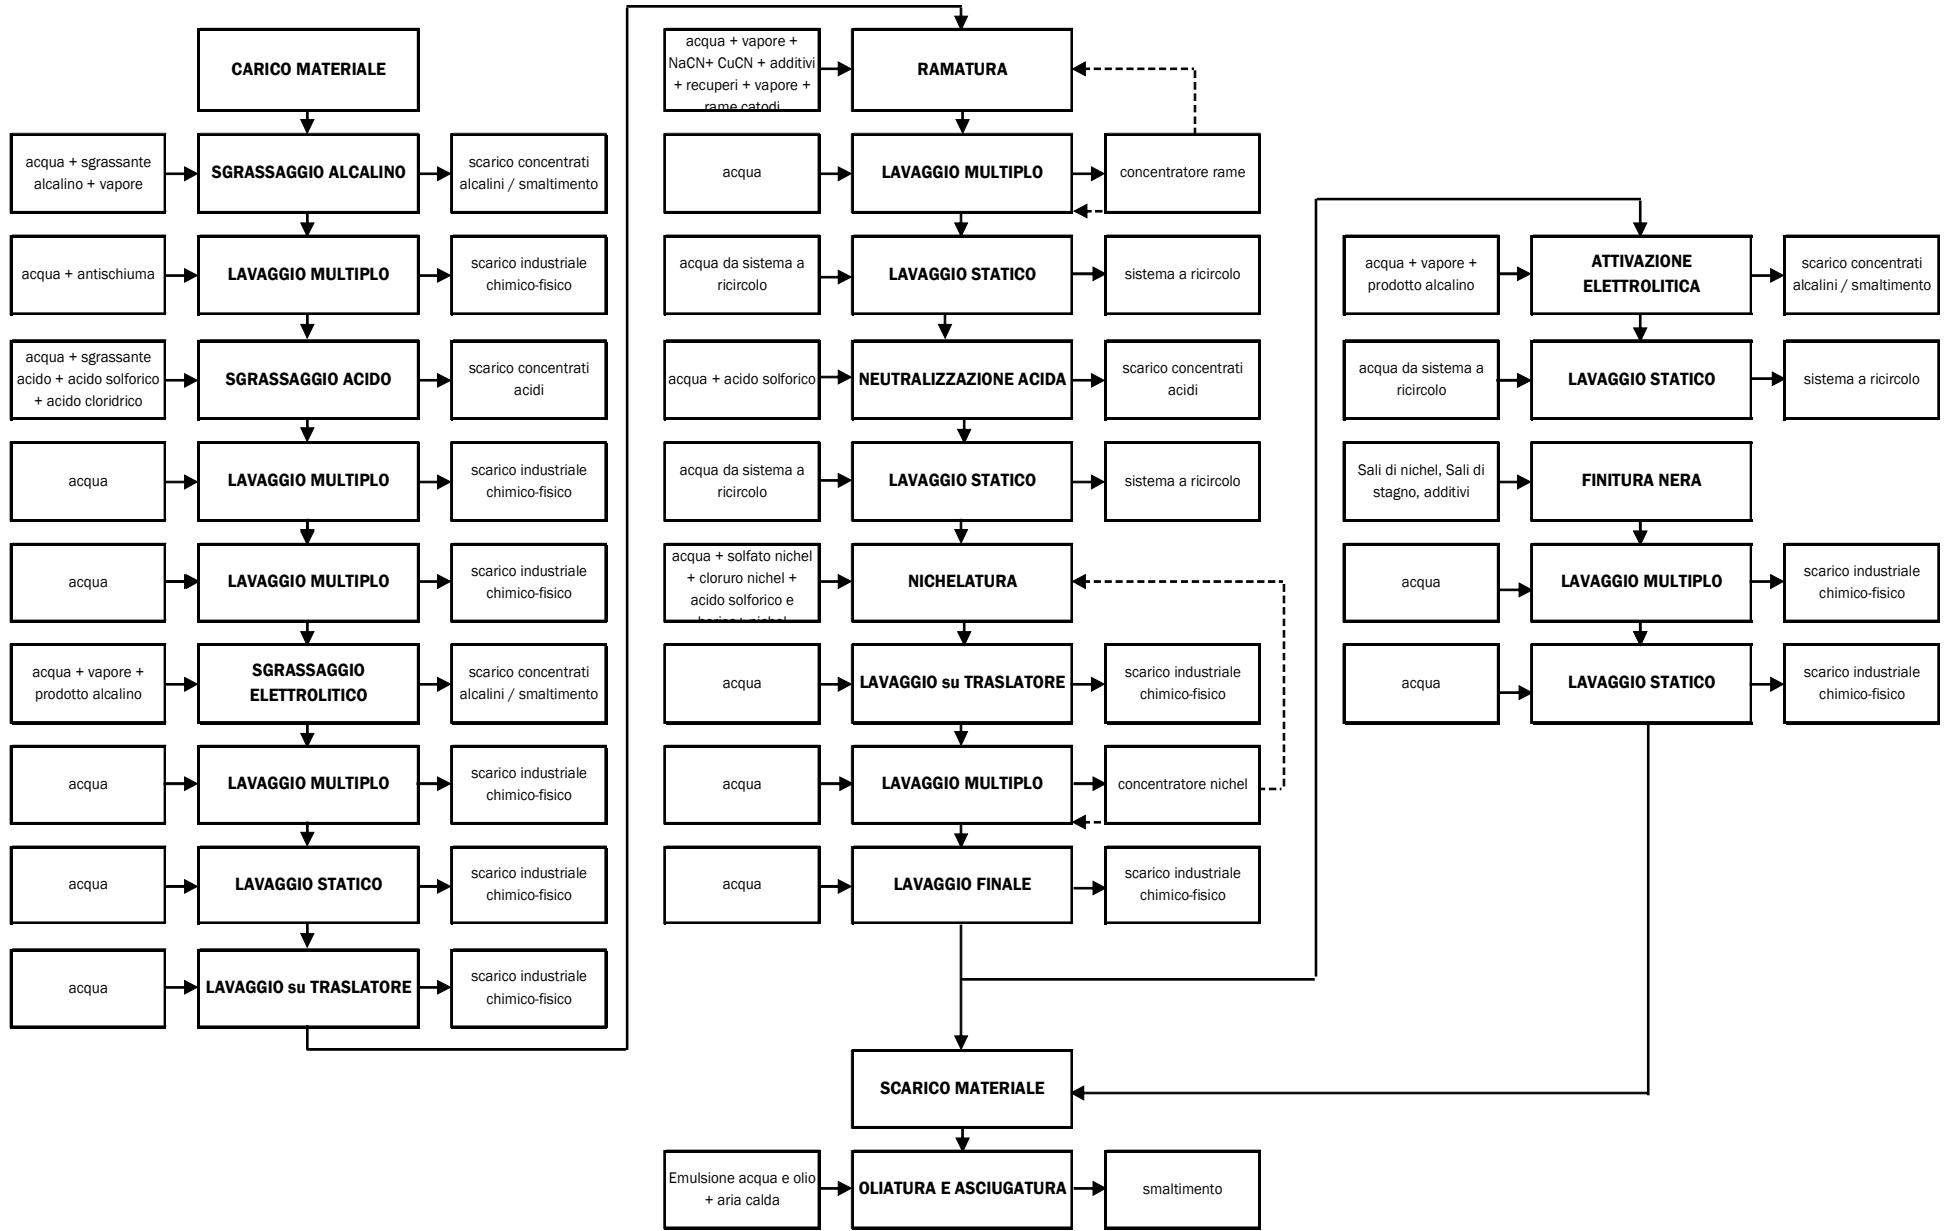 CARICO MATERIALE
acqua + sgrassante
alcalino + vapore
SGRASSAGGIO ALCALINO
scarico concentrati
alcalini / smaltimento
acqua + antischiuma
LAVAGGIO MULTIPLO
scarico industriale
chimico-fisico
acqua + sgrassante
acido + acido solforico
+ acido cloridrico
SGRASSAGGIO ACIDO
scarico concentrati
acidi
acqua
LAVAGGIO MULTIPLO
scarico industriale
chimico-fisico
acqua
LAVAGGIO MULTIPLO
scarico industriale
chimico-fisico
acqua + vapore +
prodotto alcalino
SGRASSAGGIO
ELETTROLITICO
scarico concentrati
alcalini / smaltimento
acqua
LAVAGGIO MULTIPLO
scarico industriale
chimico-fisico
acqua
LAVAGGIO STATICO
scarico industriale
chimico-fisico
acqua
LAVAGGIO su TRASLATORE
scarico industriale
chimico-fisico
acqua + vapore +
NaCN+ CuCN + additivi
+ recuperi + vapore +
rame catodi
RAMATURA
acqua
LAVAGGIO MULTIPLO
concentratore rame
acqua da sistema a
ricircolo
LAVAGGIO STATICO
sistema a ricircolo
acqua + acido solforico
NEUTRALIZZAZIONE ACIDA
scarico concentrati
acidi
acqua da sistema a
ricircolo
LAVAGGIO STATICO
sistema a ricircolo
acqua + solfato nichel
+ cloruro nichel +
acido solforico e
borico + nichel
NICHELATURA
acqua
LAVAGGIO su TRASLATORE
scarico industriale
chimico-fisico
acqua
LAVAGGIO MULTIPLO
concentratore nichel
acqua
LAVAGGIO FINALE
scarico industriale
chimico-fisico
SCARICO MATERIALE
Emulsione acqua e olio
+ aria calda
OLIATURA E ASCIUGATURA
smaltimento
acqua + vapore +
prodotto alcalino
ATTIVAZIONE
ELETTROLITICA
scarico concentrati
alcalini / smaltimento
acqua da sistema a
ricircolo
LAVAGGIO STATICO
sistema a ricircolo
Sali di nichel, Sali di
stagno, additivi
FINITURA NERA
acqua
LAVAGGIO MULTIPLO
scarico industriale
chimico-fisico
acqua
LAVAGGIO STATICO
scarico industriale
chimico-fisico